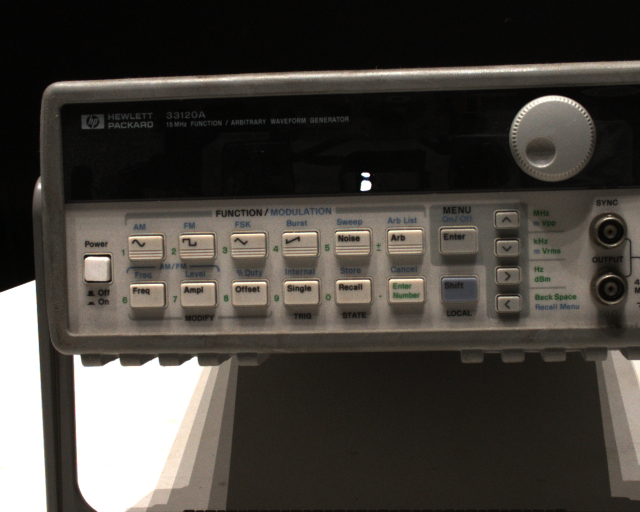 hp HEWLETT PACKARD 33120A
15 MHz FUNCTION / ARBITRARY WAVEFORM GENERATOR
SYNC
FUNCTION / MODULATION MENU
AM FM FSK Burst Sweep Arb List On/Off
MHz
m Vpp
1 2 3 4 5 Noise ± Arb Enter
Power
kHz
m Vrms
OUTPUT
AM/FM
Freq Level % Duty Internal Store Cancel
Hz
dBm
Off
On
6 Freq 7 Ampl 8 Offset 9 Single 0 Recall . Enter Number Shift
Back Space
Recall Menu
MODIFY TRIG STATE LOCAL